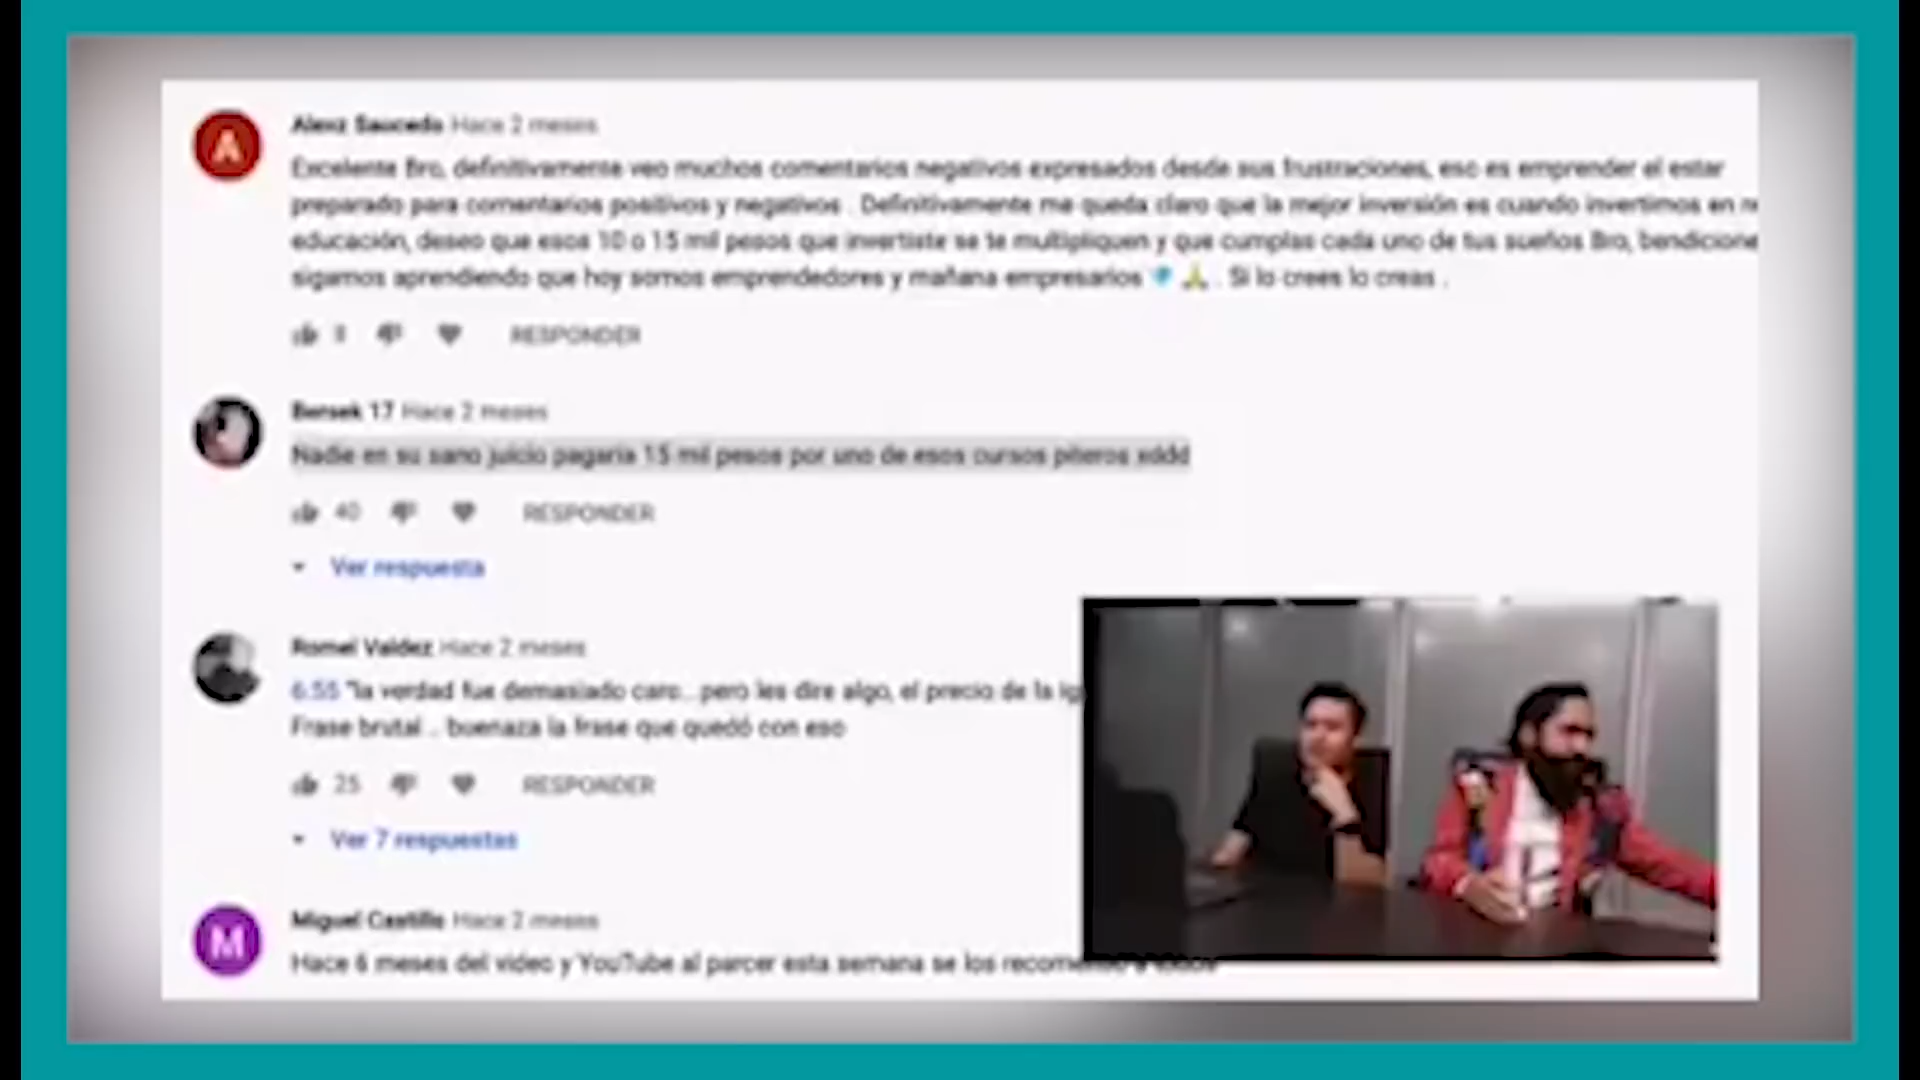 Alexz Saucedo Hace 2 meses
Excelente Bro, definitivamente veo muchos comentarios negativos expresados desde sus frustraciones, eso es emprender el estar
preparado para comentarios positivos y negativos . Definitivamente me queda claro que la mejor inversión es cuando invertimos en
educación, deseo que esos 10 o 15 mil pesos que invertiste se te multipliquen y que cumplas cada uno de tus sueños Bro, bendicione
sigamos aprendiendo que hoy somos emprendedores y mañana empresarios 🙏 . Si lo crees lo creas .
8 RESPONDER
Bersek 17 Hace 2 meses
Nadie en su sano juicio pagaria 15 mil pesos por uno de esos cursos piteros xddd
40 RESPONDER
Ver respuesta
Romel Valdez Hace 2 meses
6:55 "la verdad fue demasiado caro.. pero les dire algo, el precio de la ig
Frase brutal .. buenaza la frase que quedó con eso
25 RESPONDER
Ver 7 respuestas
M
Miguel Castillo Hace 2 meses
Hace 6 meses del video y YouTube al parcer esta semana se los